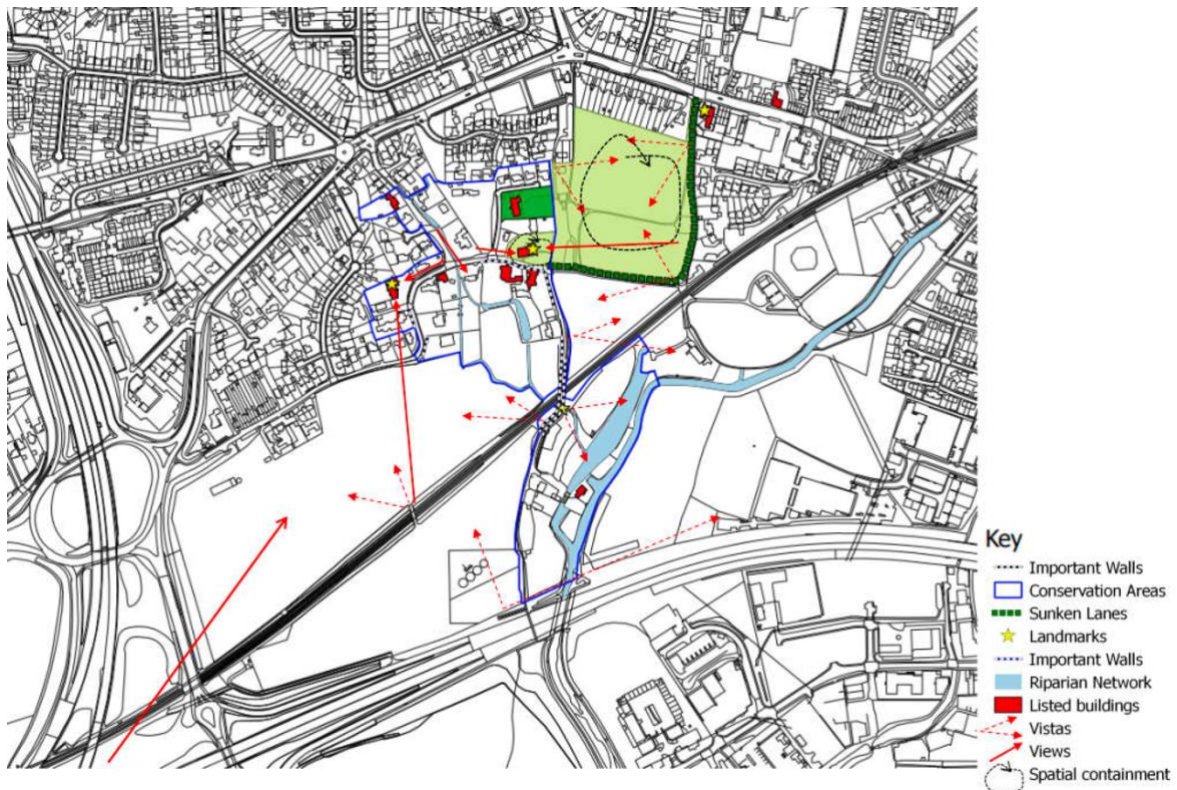 Key
Important Walls
Conservation Areas
Sunken Lanes
Landmarks
Important Walls
Riparian Network
Listed buildings
Vistas
Views
Spatial containment